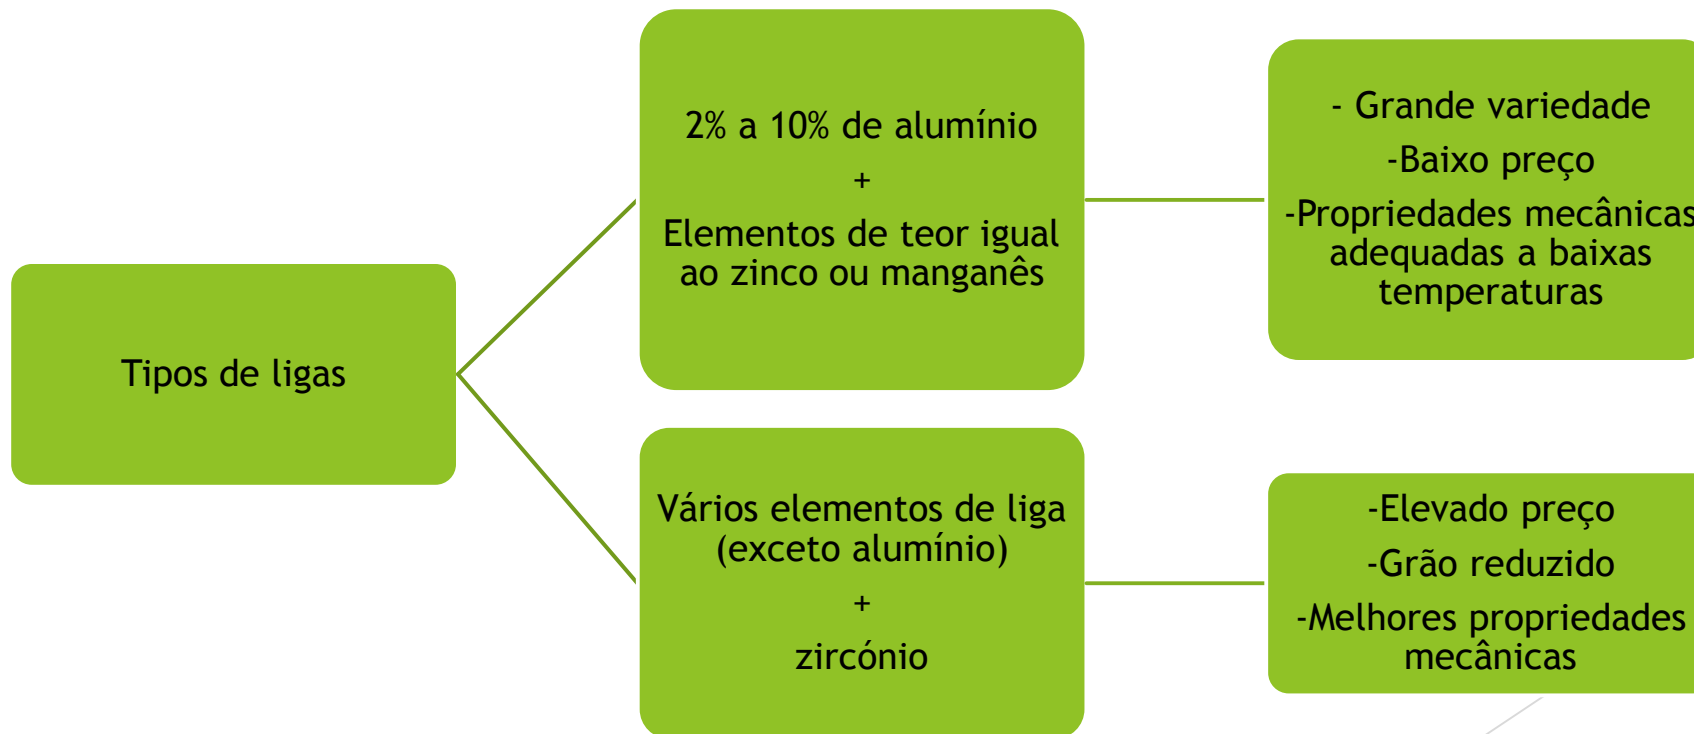 Tipos de ligas
2% a 10% de alumínio
+
Elementos de teor igual
ao zinco ou manganês
- Grande variedade
-Baixo preço
-Propriedades mecânicas
adequadas a baixas
temperaturas
Vários elementos de liga
(exceto alumínio)
+
zircónio
-Elevado preço
-Grão reduzido
-Melhores propriedades
mecânicas